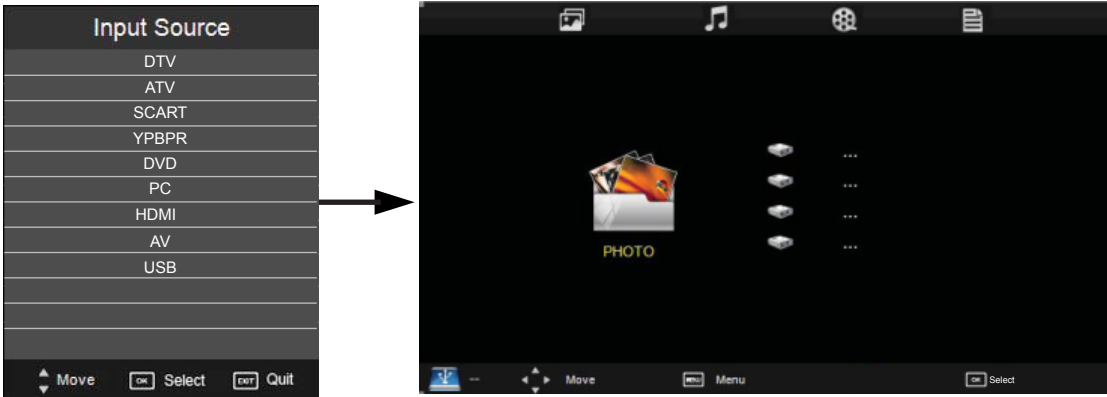 Input Source
DTV
ATV
SCART
YPBPR
DVD
PC
HDMI
AV
USB
Move OK Select EXIT Quit
...
...
...
...
PHOTO
-- Move MENU Menu OK Select